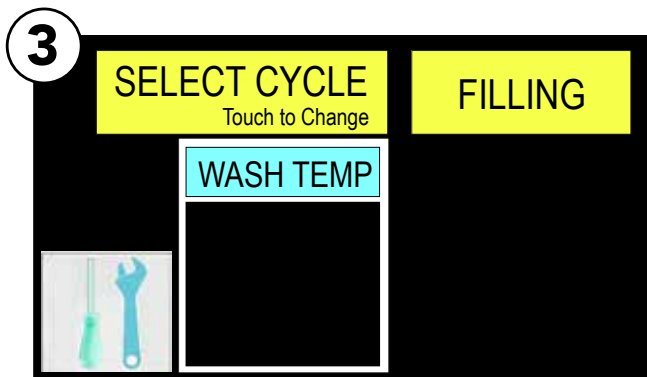 3
SELECT CYCLE
Touch to Change
FILLING
WASH TEMP